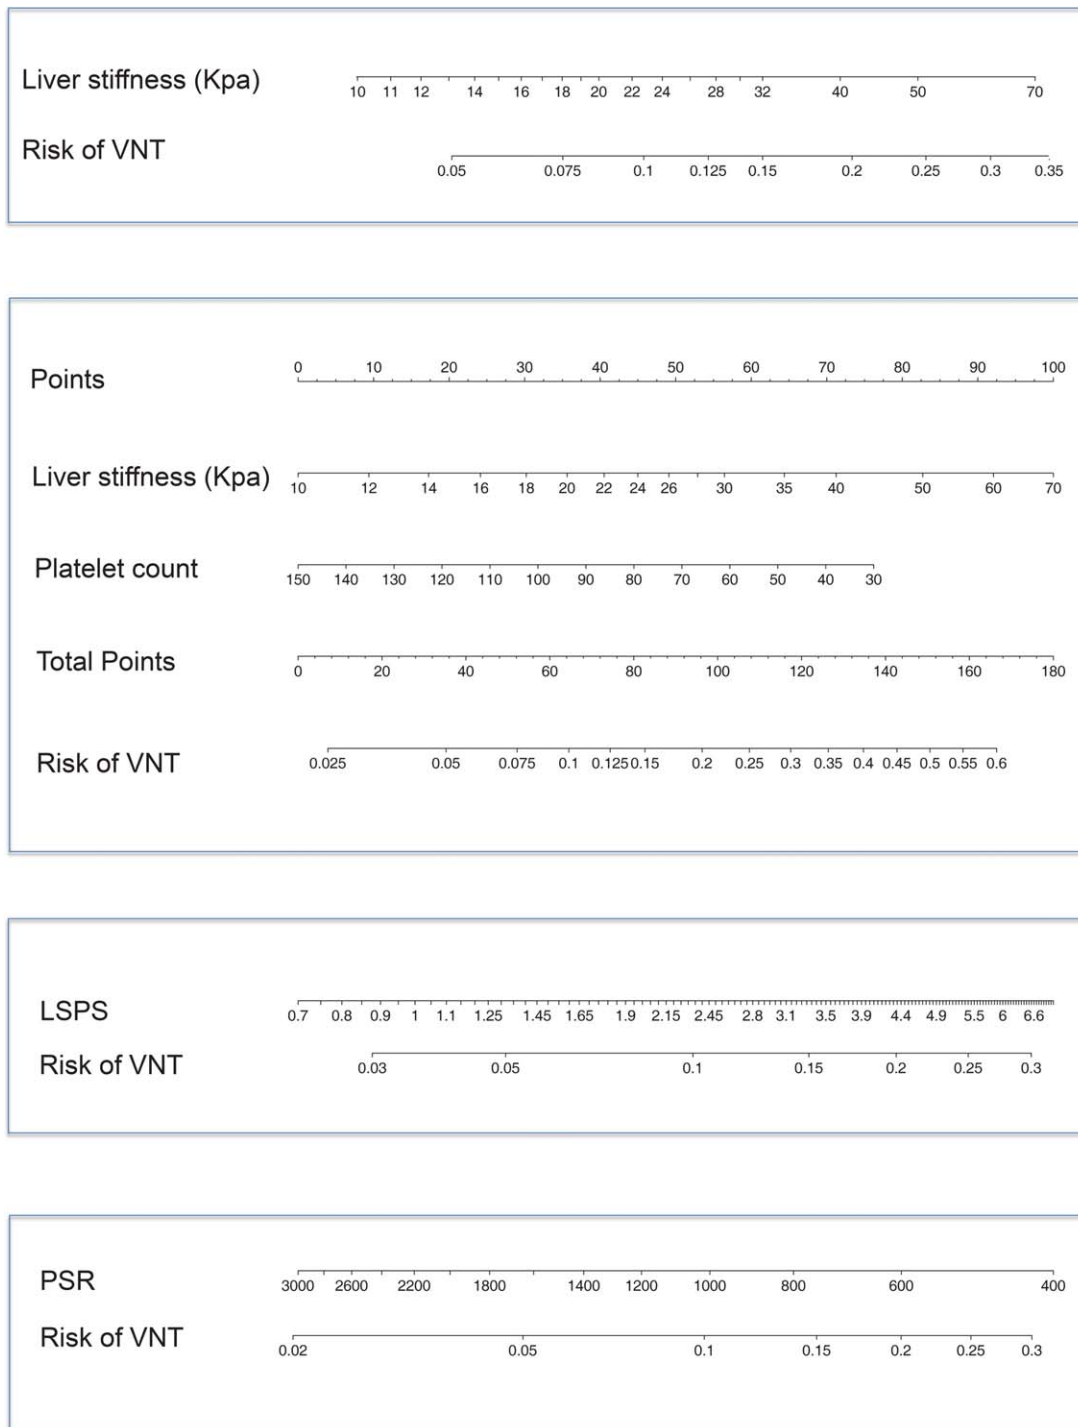 Liver stiffness (Kpa)
10 11 12 14 16 18 20 22 24 28 32 40 50 70
Risk of VNT
0.05 0.075 0.1 0.125 0.15 0.2 0.25 0.3 0.35
Points
0 10 20 30 40 50 60 70 80 90 100
Liver stiffness (Kpa)
10 12 14 16 18 20 22 24 26 30 35 40 50 60 70
Platelet count
150 140 130 120 110 100 90 80 70 60 50 40 30
Total Points
0 20 40 60 80 100 120 140 160 180
Risk of VNT
0.025 0.05 0.075 0.1 0.125 0.15 0.2 0.25 0.3 0.35 0.4 0.45 0.5 0.55 0.6
LSPS
0.7 0.8 0.9 1 1.1 1.25 1.45 1.65 1.9 2.15 2.45 2.8 3.1 3.5 3.9 4.4 4.9 5.5 6 6.6
Risk of VNT
0.03 0.05 0.1 0.15 0.2 0.25 0.3
PSR
3000 2600 2200 1800 1400 1200 1000 800 600 400
Risk of VNT
0.02 0.05 0.1 0.15 0.2 0.25 0.3